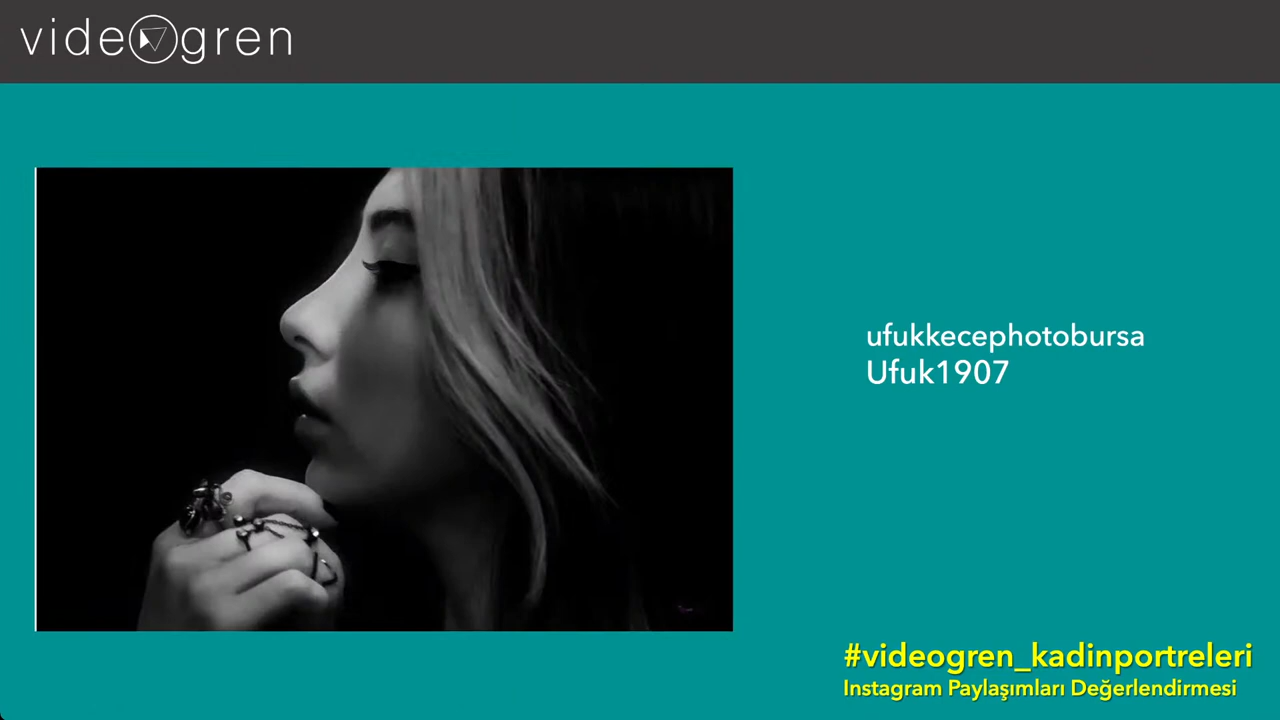 videogren
ufukkecephotobursa
Ufuk1907
#videogren_kadinportreleri
Instagram Paylaşımları Değerlendirmesi